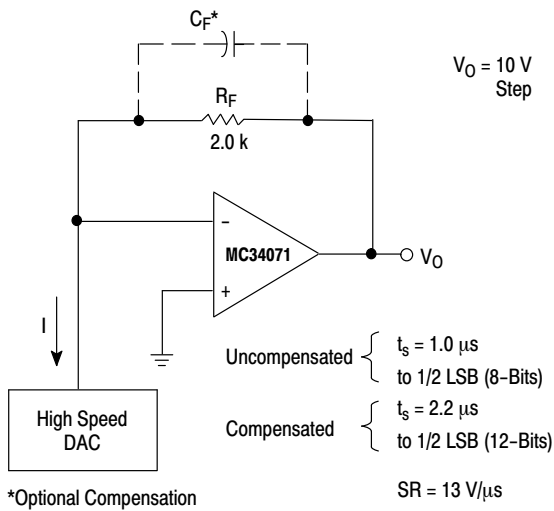 C_F*
V_O = 10 V
Step
R_F
2.0 k
−
MC34071
+
V_O
I
Uncompensated
t_s = 1.0 µs
to 1/2 LSB (8−Bits)
High Speed
DAC
Compensated
t_s = 2.2 µs
to 1/2 LSB (12−Bits)
*Optional Compensation
SR = 13 V/µs